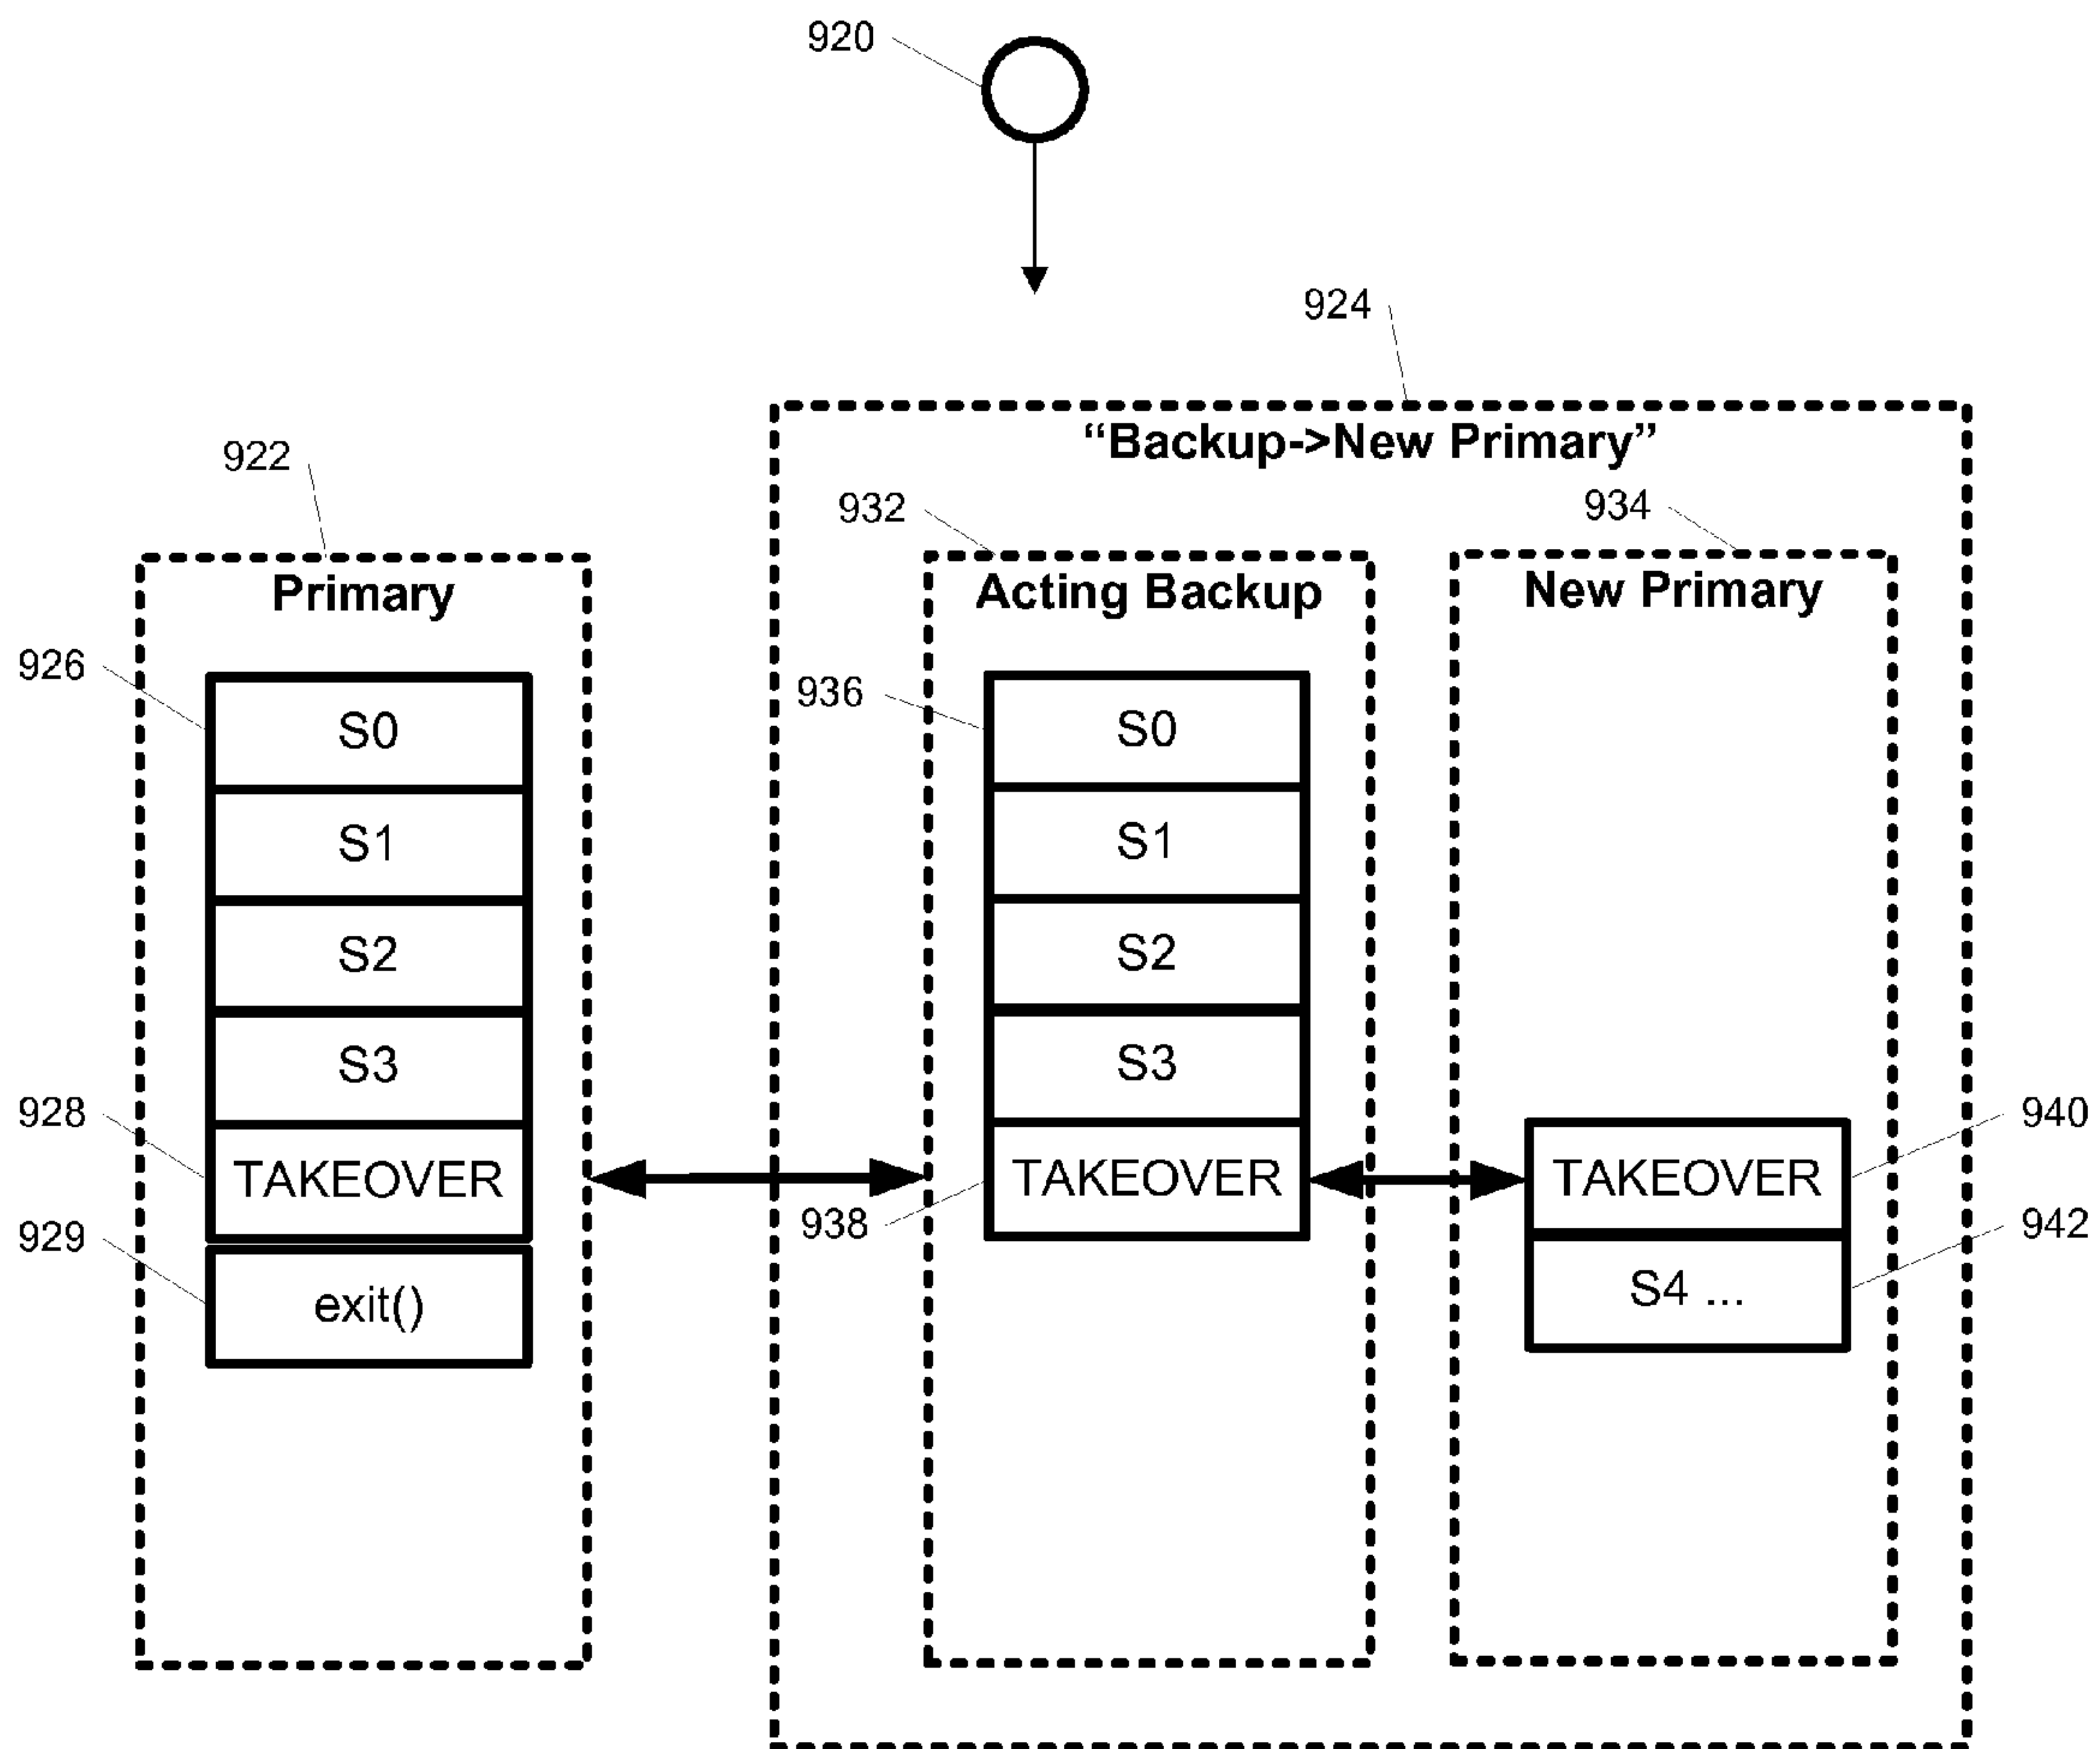 920
924
“Backup->New Primary”
922
932
934
Primary
Acting Backup
New Primary
926
S0
S1
S2
S3
928
TAKEOVER
929
exit()
936
S0
S1
S2
S3
TAKEOVER
938
TAKEOVER
940
S4 ...
942